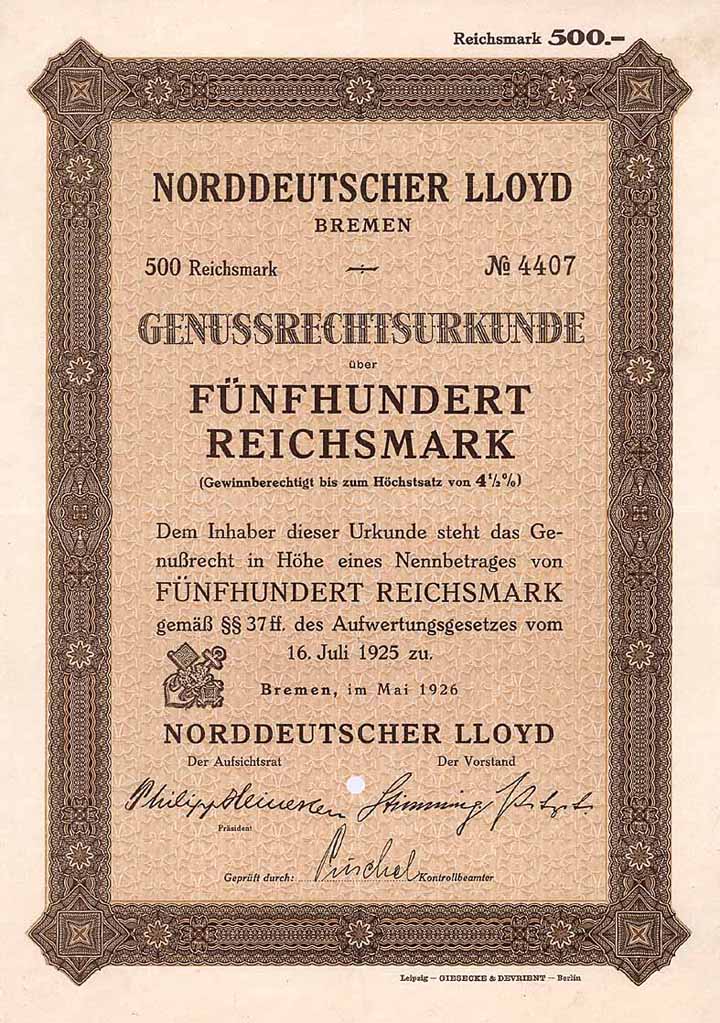 Reichsmark 500.–
NORDDEUTSCHER LLOYD
BREMEN
500 Reichsmark
№ 4407
GENUSSRECHTSURKUNDE
über
FÜNFHUNDERT
REICHSMARK
(Gewinnberechtigt bis zum Höchstsatz von 4½%)
Dem Inhaber dieser Urkunde steht das Ge-
nußrecht in Höhe eines Nennbetrages von
FÜNFHUNDERT REICHSMARK
gemäß §§ 37 ff. des Aufwertungsgesetzes vom
16. Juli 1925 zu.
Bremen, im Mai 1926
NORDDEUTSCHER LLOYD
Der Aufsichtsrat
Der Vorstand
Philipp Heineken Stimming
Präsident
Geprüft durch: Kontrollbeamter
Leipzig — GIESECKE & DEVRIENT — Berlin